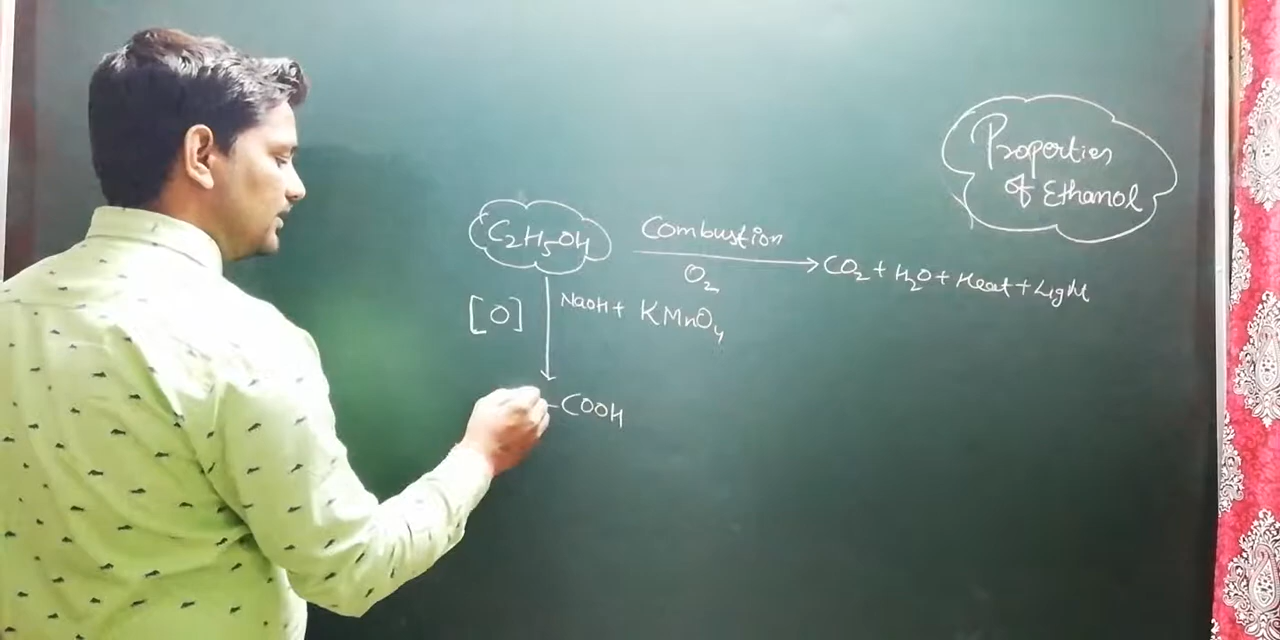 Properties
of Ethanol
C2H5OH
Combustion
O2
CO2 + H2O + Heat + Light
[O]
NaOH + KMnO4
-COOH